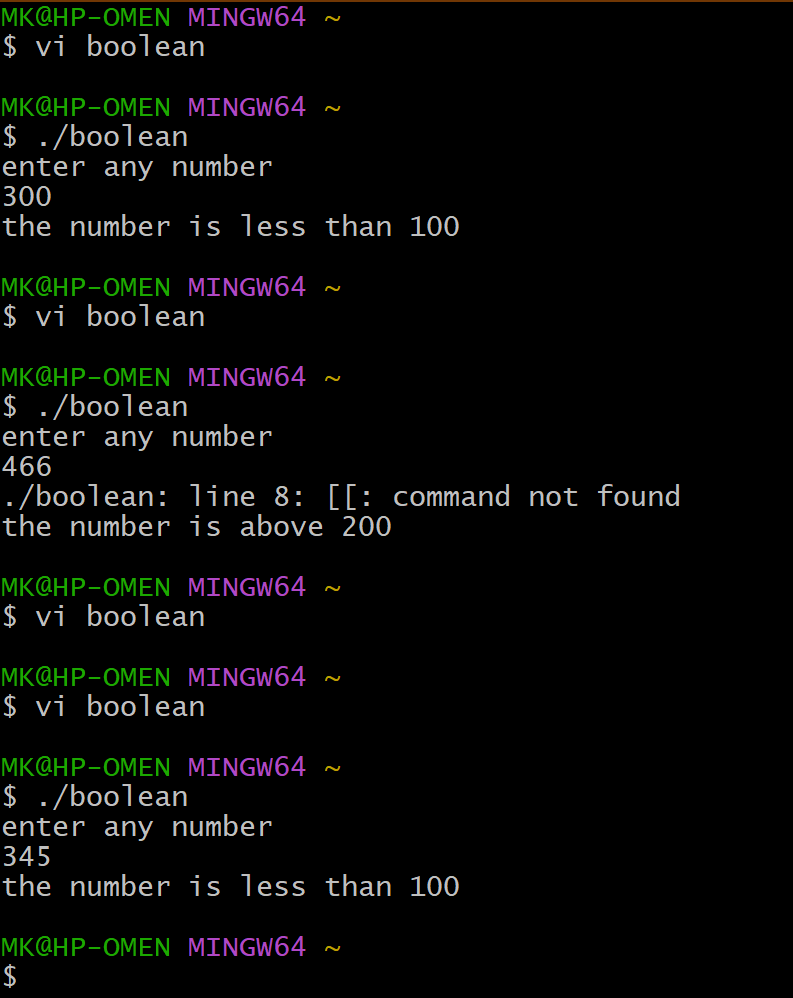 MK@HP-OMEN MINGW64 ~
$ vi boolean
MK@HP-OMEN MINGW64 ~
$ ./boolean
enter any number
300
the number is less than 100
MK@HP-OMEN MINGW64 ~
$ vi boolean
MK@HP-OMEN MINGW64 ~
$ ./boolean
enter any number
466
./boolean: line 8: [[: command not found
the number is above 200
MK@HP-OMEN MINGW64 ~
$ vi boolean
MK@HP-OMEN MINGW64 ~
$ vi boolean
MK@HP-OMEN MINGW64 ~
$ ./boolean
enter any number
345
the number is less than 100
MK@HP-OMEN MINGW64 ~
$